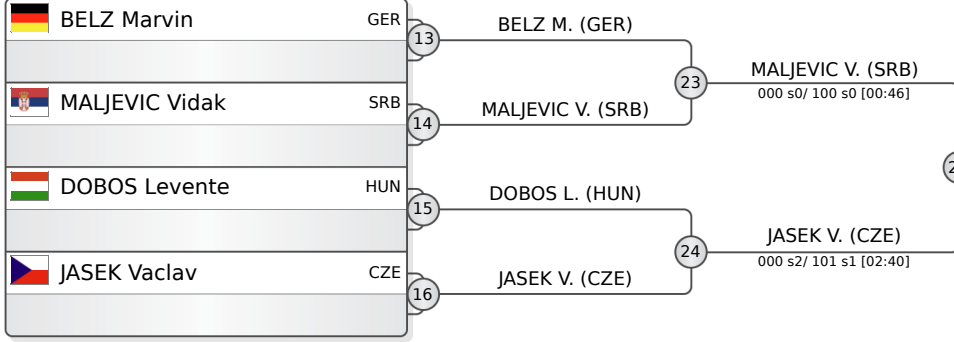 BELZ Marvin GER
13
BELZ M. (GER)
MALJEVIC Vidak SRB
14
MALJEVIC V. (SRB)
23
MALJEVIC V. (SRB)
000 s0/ 100 s0 [00:46]
DOBOS Levente HUN
15
DOBOS L. (HUN)
JASEK Vaclav CZE
16
JASEK V. (CZE)
24
JASEK V. (CZE)
000 s2/ 101 s1 [02:40]